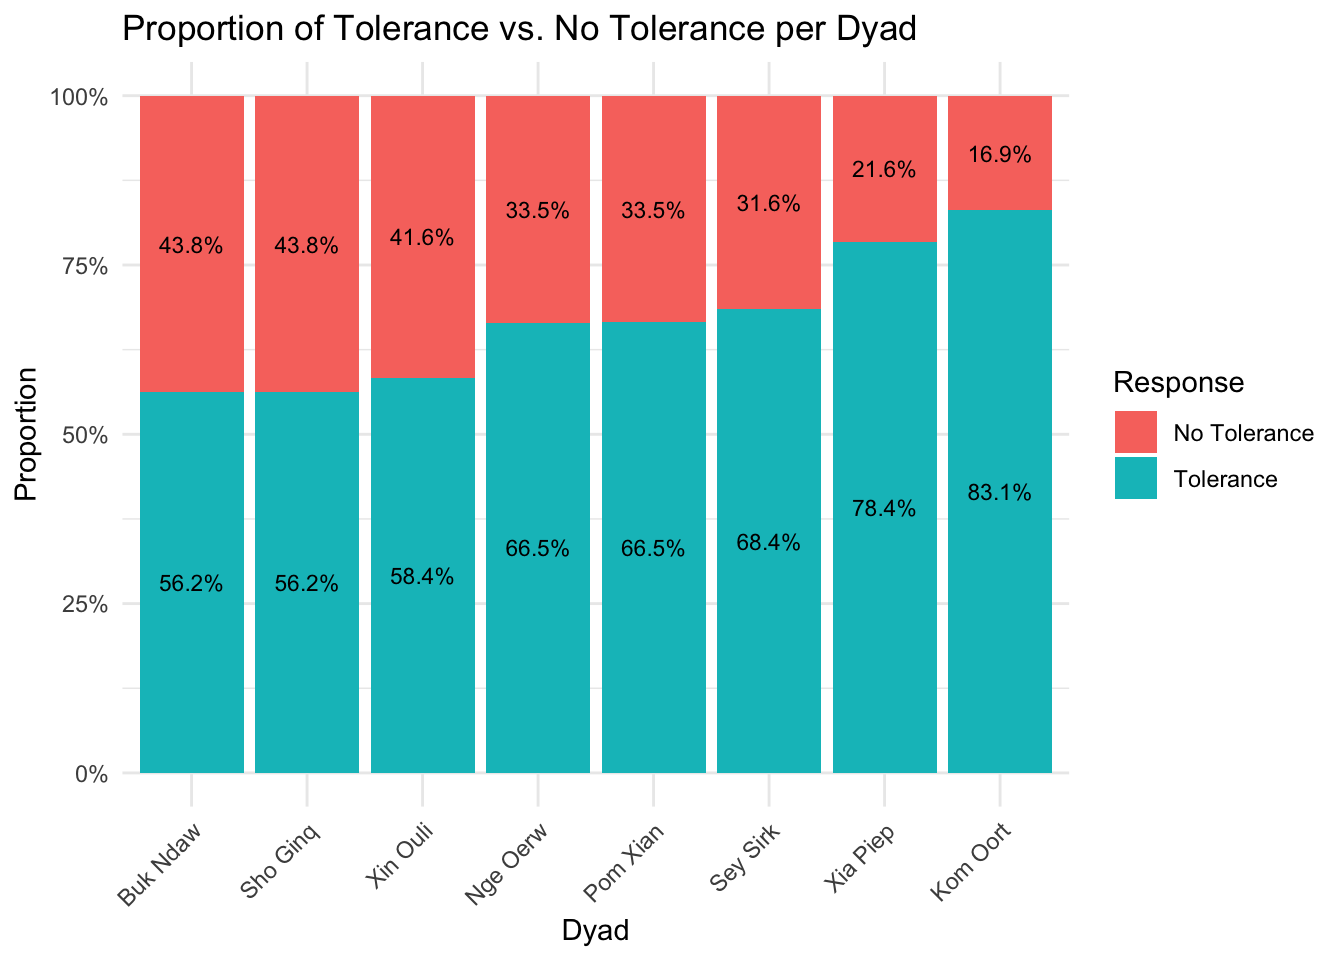 Proportion of Tolerance vs. No Tolerance per Dyad
Proportion
100%
75%
50%
25%
0%
43.8%
43.8%
41.6%
33.5%
33.5%
31.6%
21.6%
16.9%
56.2%
56.2%
58.4%
66.5%
66.5%
68.4%
78.4%
83.1%
Buk Ndaw
Sho Ginq
Xin Ouli
Nge Oerw
Pom Xian
Sey Sirk
Xia Piep
Kom Oort
Dyad
Response
No Tolerance
Tolerance